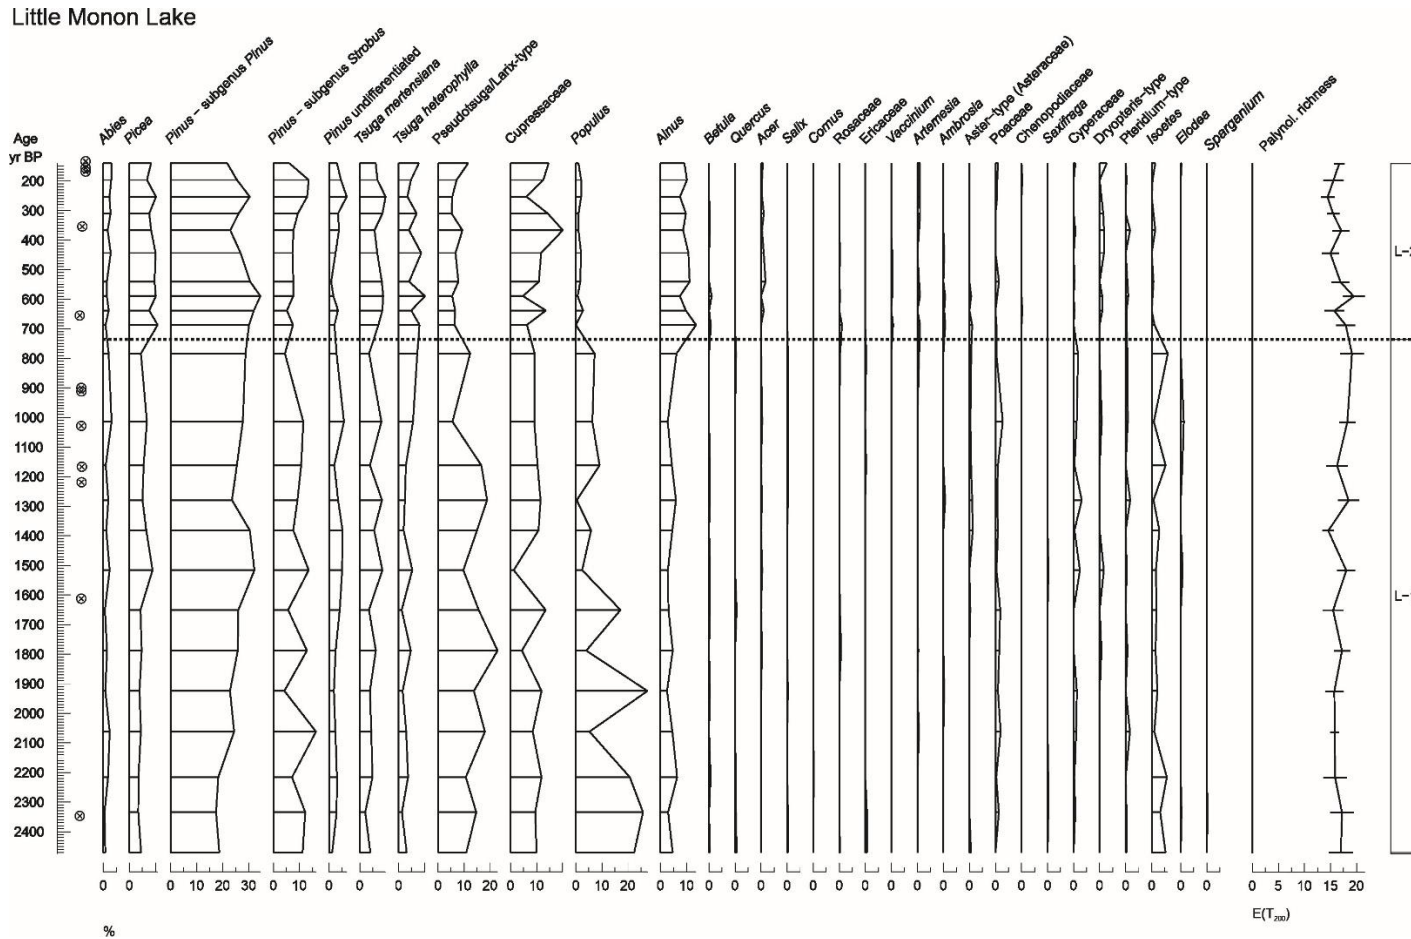 Little Monon Lake
Abies
Picea
Pinus – subgenus Pinus
Pinus – subgenus Strobus
Pinus undifferentiated
Tsuga mertensiana
Tsuga heterophylla
Pseudotsuga/Larix-type
Cupressaceae
Populus
Alnus
Betula
Quercus
Acer
Salix
Cornus
Rosaceae
Ericaceae
Vaccinium
Artemesia
Ambrosia
Aster-type (Asteraceae)
Poaceae
Chenopodiaceae
Saxifraga
Cyperaceae
Dryopteris-type
Pteridium-type
Isoetes
Elodea
Sparganium
Palynol. richness
Age
yr BP
200
300
400
500
600
700
800
900
1000
1100
1200
1300
1400
1500
1600
1700
1800
1900
2000
2100
2200
2300
2400
0 0 0 10 20 30 0 10 0 0 0 0 10 20 0 10 0 20 0 10 0 0 0 0 0 0 0 0 0 0 0 0 0 0 0 0 0 0 0 0 0 5 10 15 20
%
E(T₂₀₀)